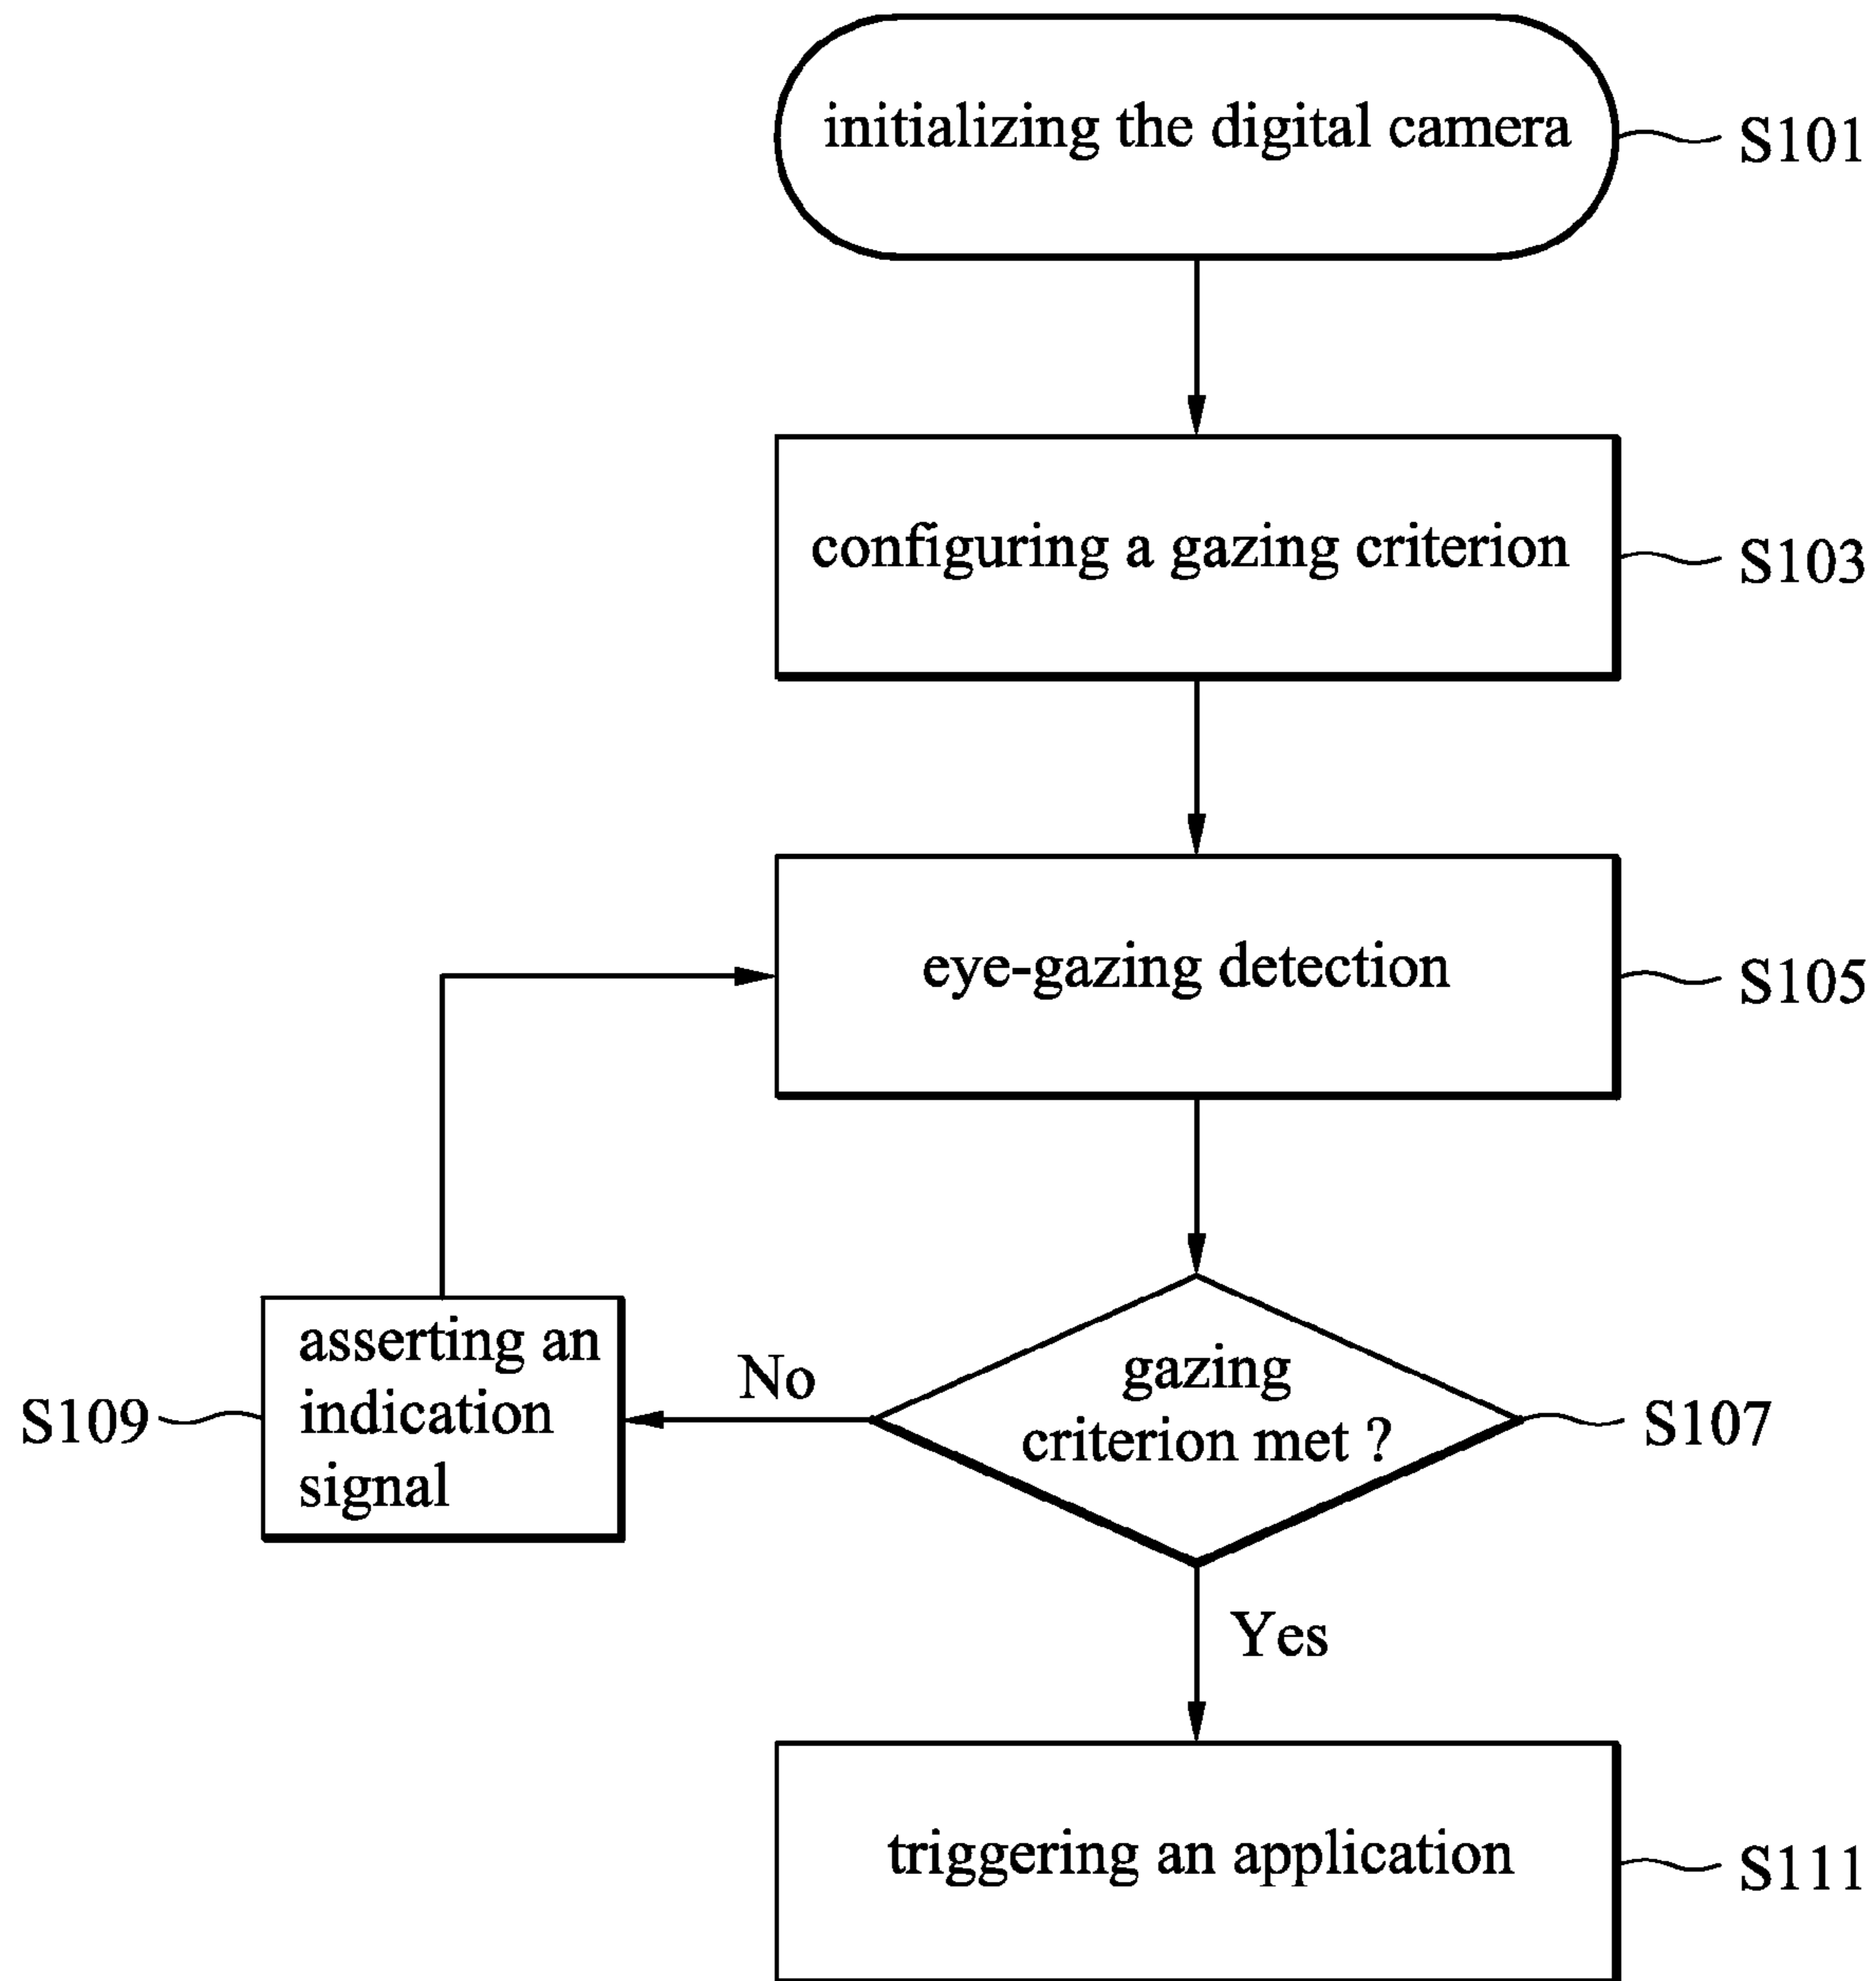 initializing the digital camera
S101
configuring a gazing criterion
S103
eye-gazing detection
S105
gazing
criterion met ?
S107
No
asserting an
indication
signal
S109
Yes
triggering an application
S111